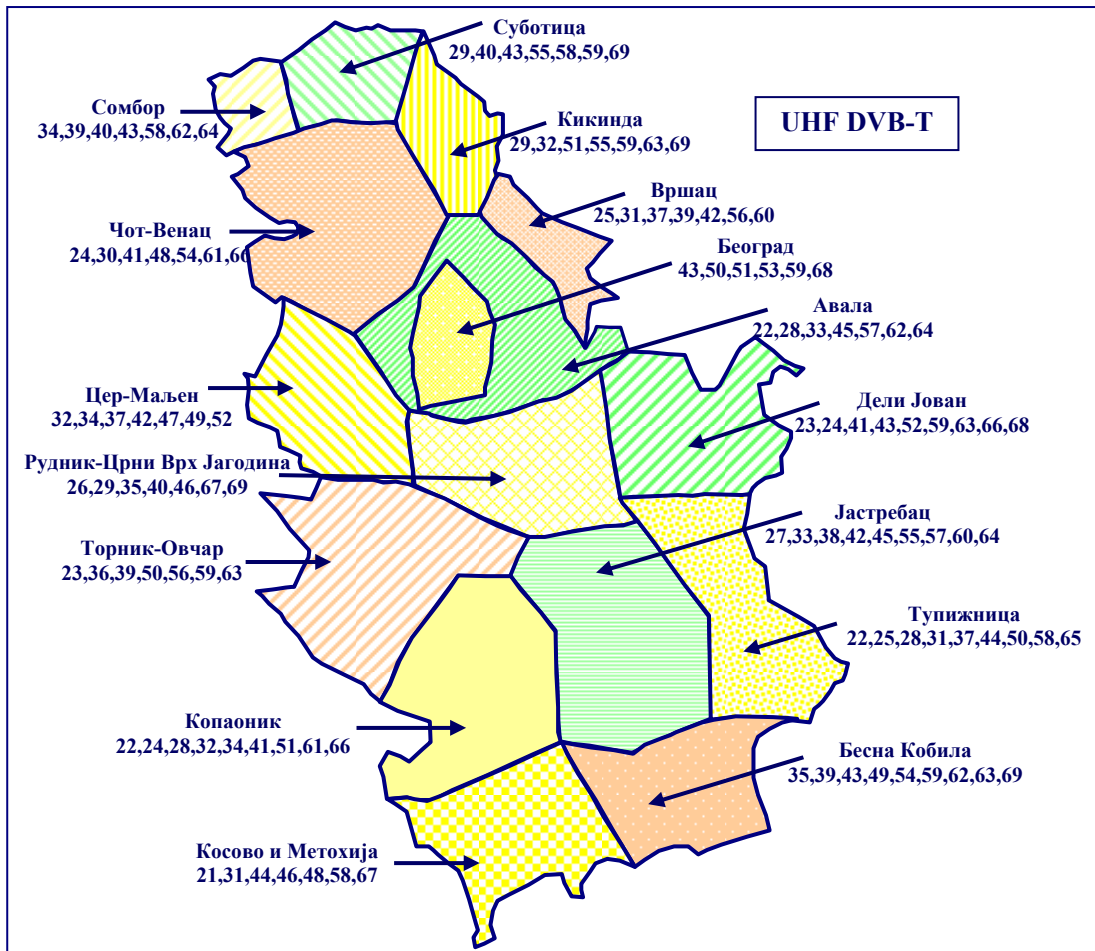 Суботица
29,40,43,55,58,59,69
Сомбор
34,39,40,43,58,62,64
UHF DVB-T
Кикинда
29,32,51,55,59,63,69
Вршац
25,31,37,39,42,56,60
Чот-Венац
24,30,41,48,54,61,66
Београд
43,50,51,53,59,68
Авала
22,28,33,45,57,62,64
Цер-Маљен
32,34,37,42,47,49,52
Дели Јован
23,24,41,43,52,59,63,66,68
Рудник-Црни Врх Јагодина
26,29,35,40,46,67,69
Јастребац
27,33,38,42,45,55,57,60,64
Торник-Овчар
23,36,39,50,56,59,63
Тупижница
22,25,28,31,37,44,50,58,65
Копаоник
22,24,28,32,34,41,51,61,66
Бесна Кобила
35,39,43,49,54,59,62,63,69
Косово и Метохија
21,31,44,46,48,58,67